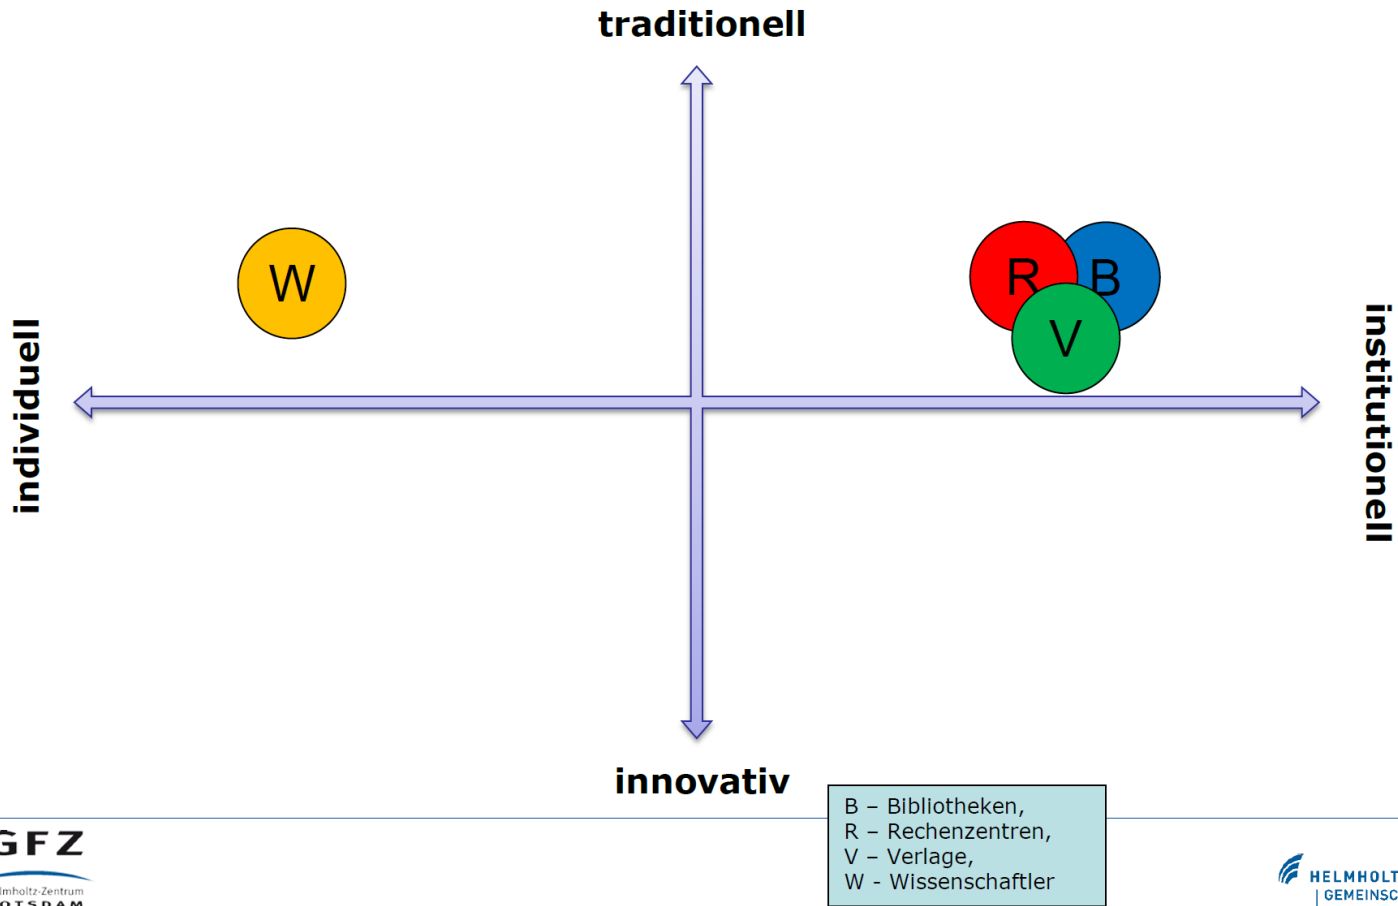 traditionell
W
R
B
V
individuell
institutionell
innovativ
B – Bibliotheken,
R – Rechenzentren,
V – Verlage,
W - Wissenschaftler
GFZ
HELMHOLT
GEMEINSC